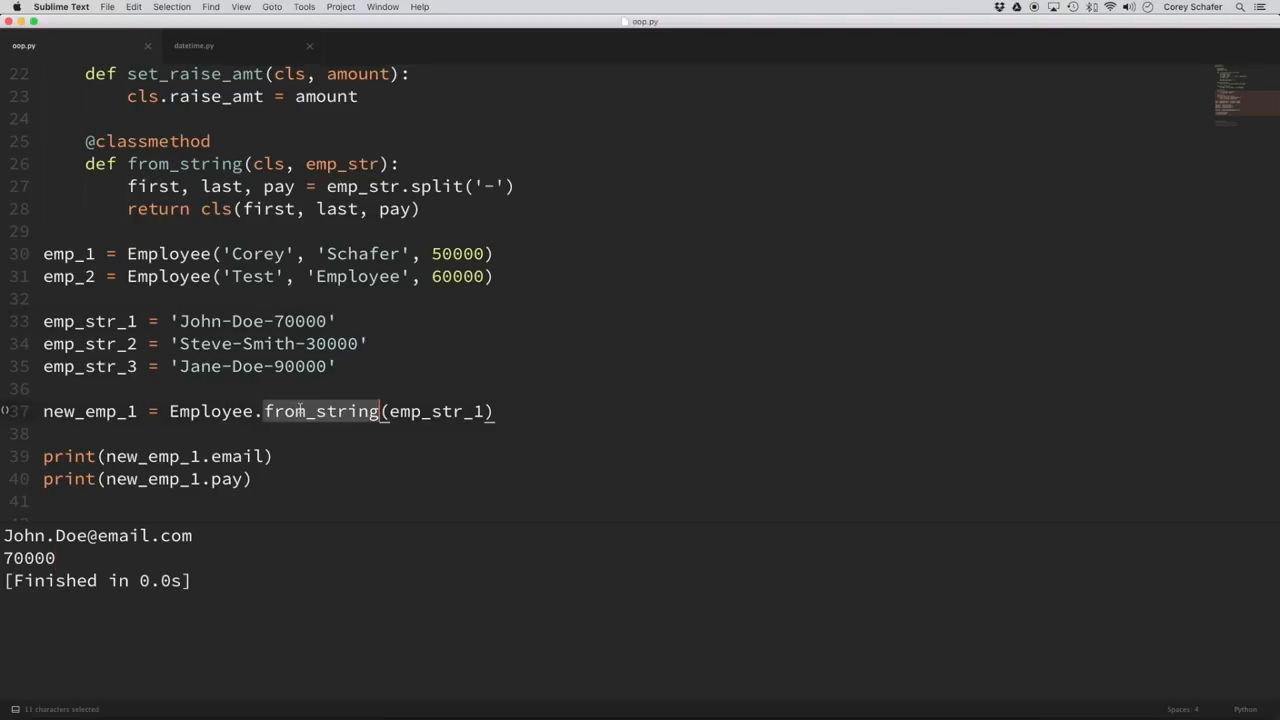 Sublime Text File Edit Selection Find View Goto Tools Project Window Help Corey Schafer
oop.py
oop.py datetime.py
22 def set_raise_amt(cls, amount):
23 cls.raise_amt = amount
24
25 @classmethod
26 def from_string(cls, emp_str):
27 first, last, pay = emp_str.split('-')
28 return cls(first, last, pay)
29
30 emp_1 = Employee('Corey', 'Schafer', 50000)
31 emp_2 = Employee('Test', 'Employee', 60000)
32
33 emp_str_1 = 'John-Doe-70000'
34 emp_str_2 = 'Steve-Smith-30000'
35 emp_str_3 = 'Jane-Doe-90000'
36
37 new_emp_1 = Employee.from_string(emp_str_1)
38
39 print(new_emp_1.email)
40 print(new_emp_1.pay)
41
John.Doe@email.com
70000
[Finished in 0.0s]
11 characters selected Spaces: 4 Python